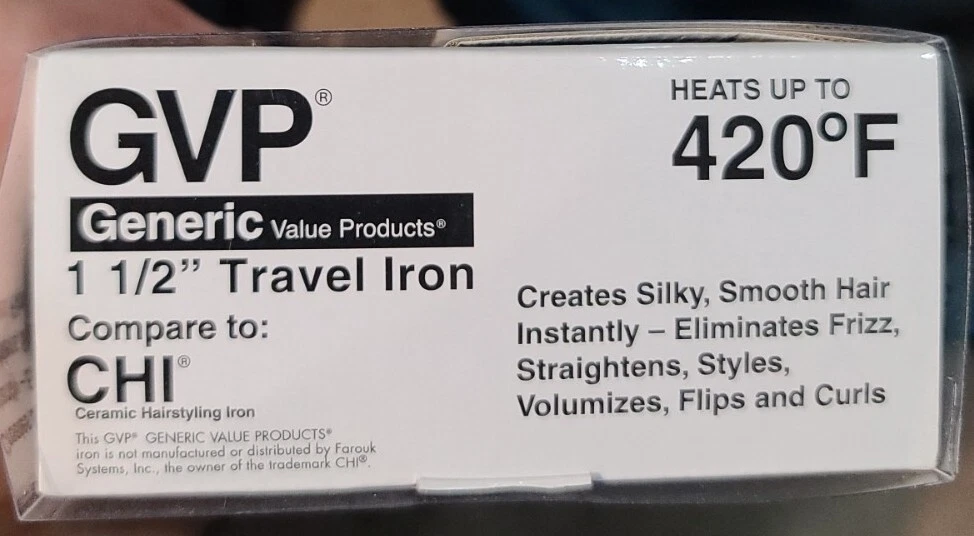 GVP®
Generic Value Products®
1 1/2” Travel Iron
Compare to:
CHI®
Ceramic Hairstyling Iron
This GVP® GENERIC VALUE PRODUCTS®
iron is not manufactured or distributed by Farouk
Systems, Inc., the owner of the trademark CHI®.
HEATS UP TO
420°F
Creates Silky, Smooth Hair
Instantly – Eliminates Frizz,
Straightens, Styles,
Volumizes, Flips and Curls